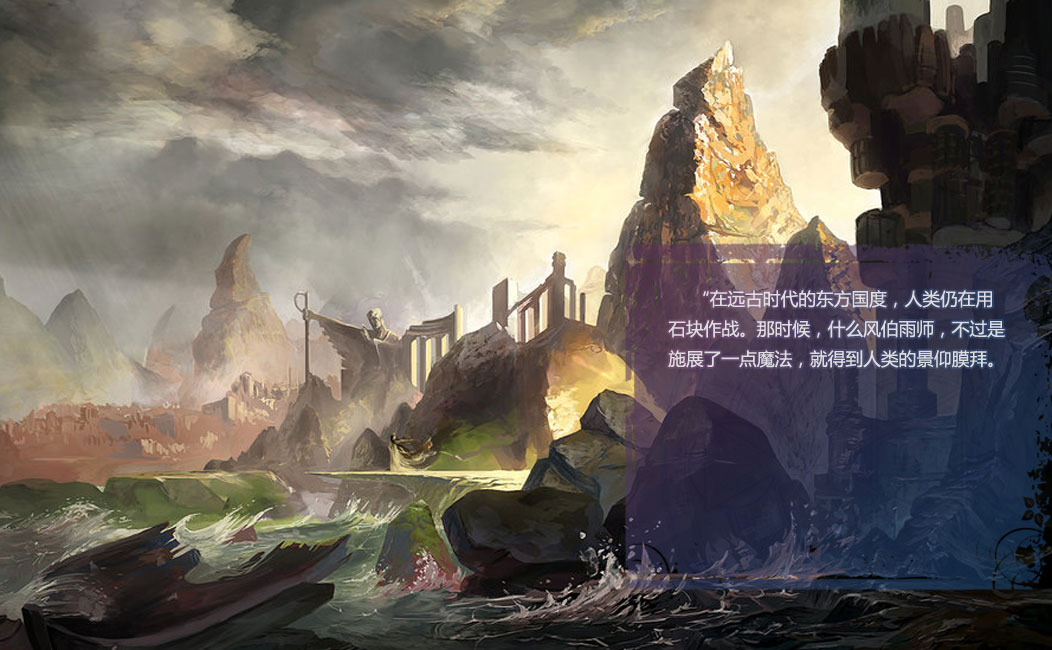 “在远古时代的东方国度，人类仍在用
石块作战。那时候，什么风伯雨师，不过是
施展了一点魔法，就得到人类的景仰膜拜。